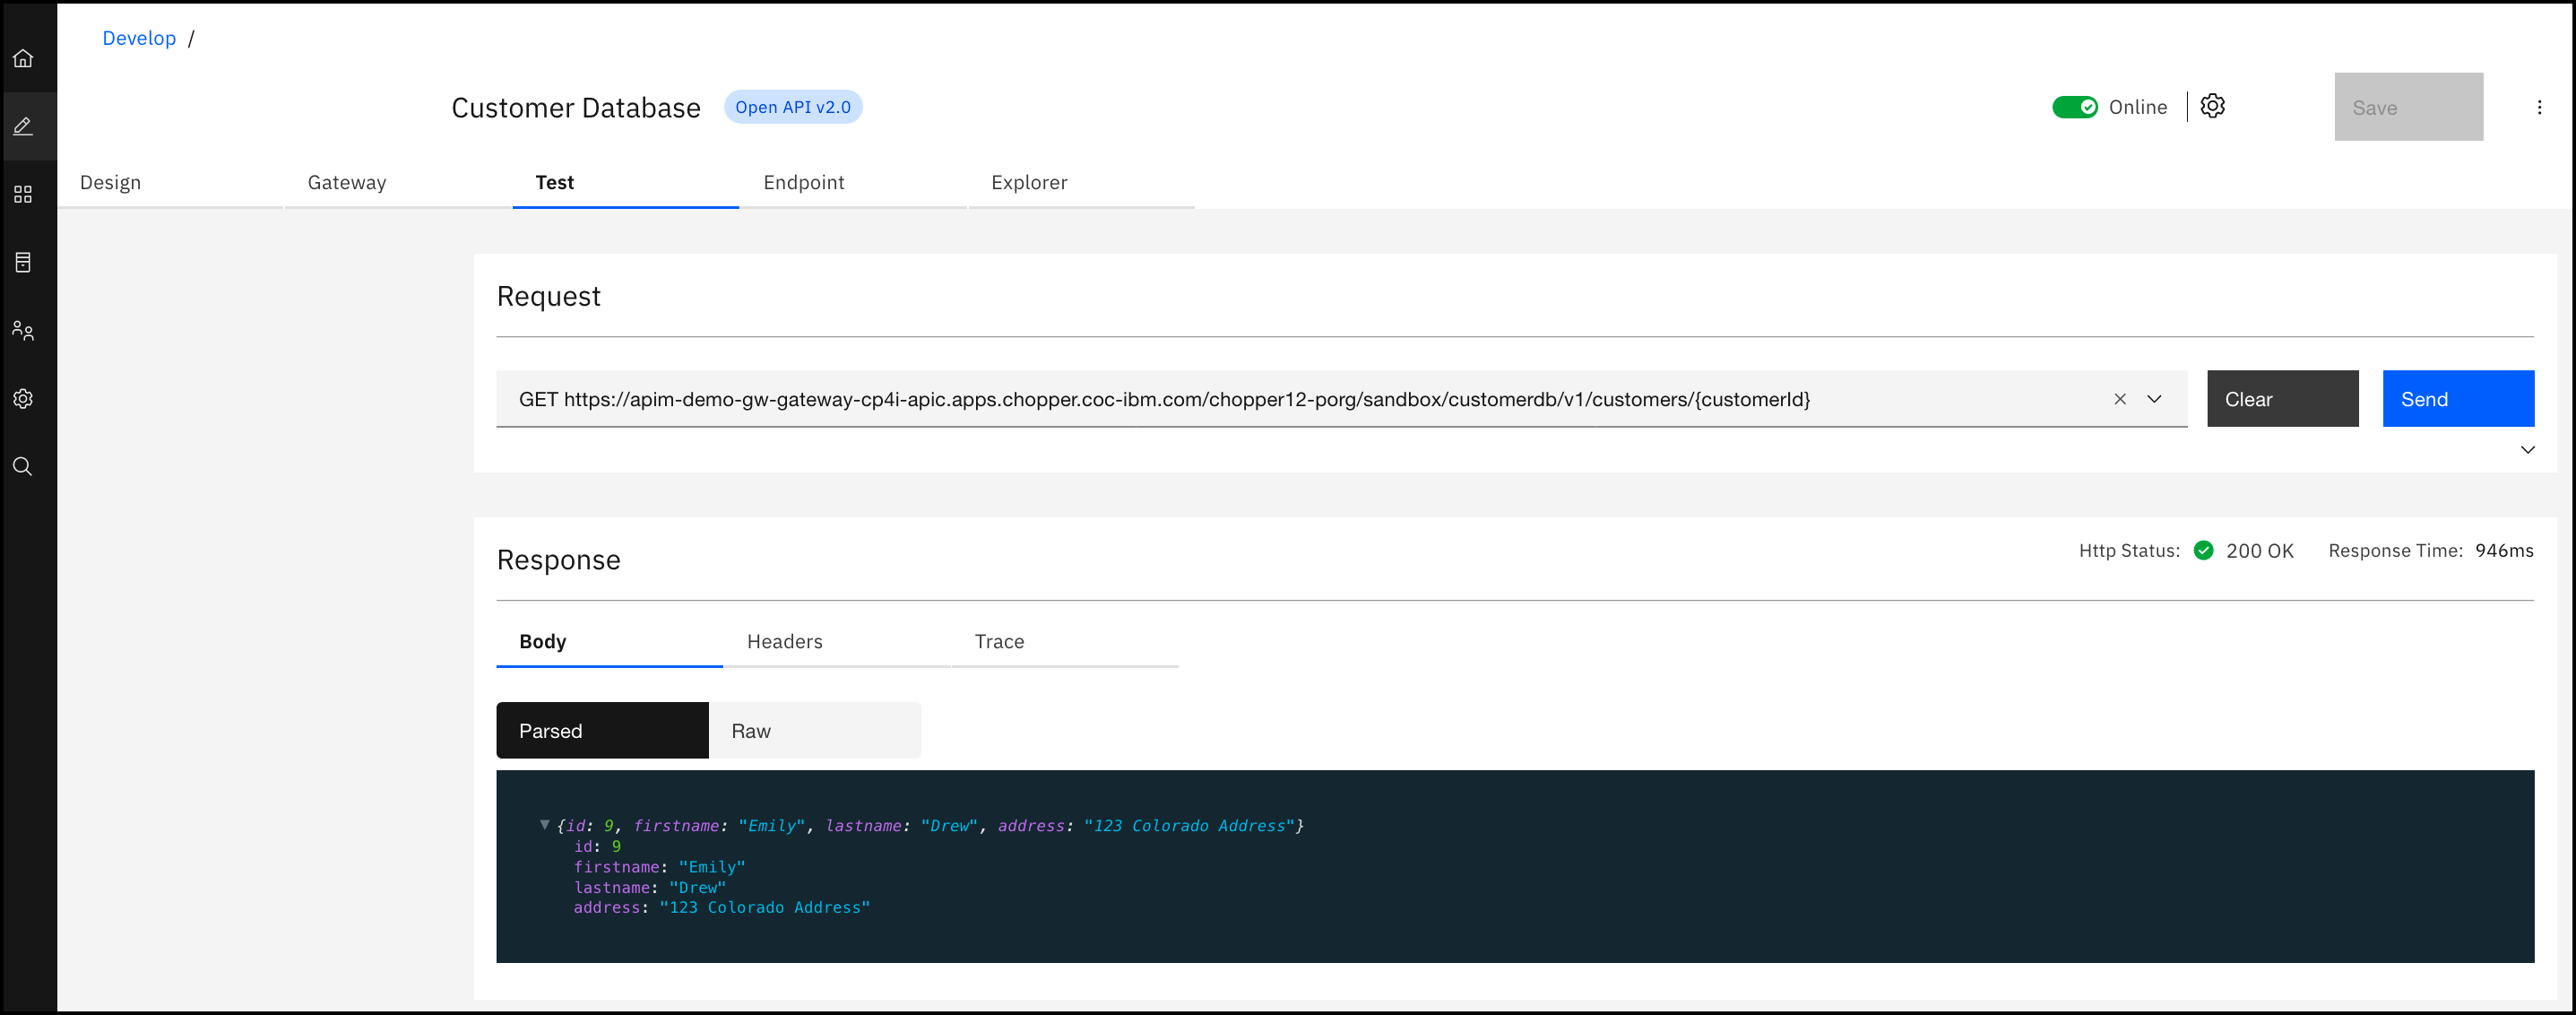 Develop /
Customer Database Open API v2.0 Online Save
Design Gateway Test Endpoint Explorer
Request
GET https://apim-demo-gw-gateway-cp4i-apic.apps.chopper.coc-ibm.com/chopper12-porg/sandbox/customerdb/v1/customers/{customerId} Clear Send
Response Http Status: 200 OK Response Time: 946ms
Body Headers Trace
Parsed Raw
{id: 9, firstname: "Emily", lastname: "Drew", address: "123 Colorado Address"}
id: 9
firstname: "Emily"
lastname: "Drew"
address: "123 Colorado Address"